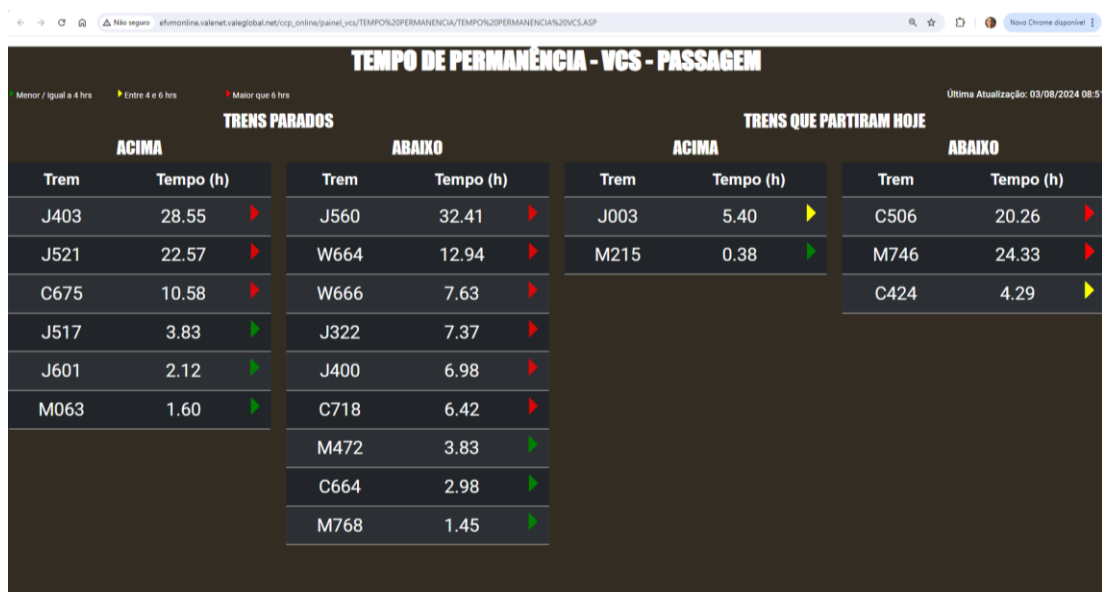 Não seguro efvmonline.valenet.valeglobal.net/ccp_online/painel_vcs/TEMPO%20PERMANENCIA/TEMPO%20PERMANENCIA%20VCS.ASP Novo Chrome disponível
TEMPO DE PERMANÊNCIA - VCS - PASSAGEM
Menor / Igual a 4 hrs Entre 4 e 6 hrs Maior que 6 hrs Última Atualização: 03/08/2024 08:5
TRENS PARADOS TRENS QUE PARTIRAM HOJE
ACIMA ABAIXO ACIMA ABAIXO
Trem Tempo (h) Trem Tempo (h) Trem Tempo (h) Trem Tempo (h)
J403 28.55 J560 32.41 J003 5.40 C506 20.26
J521 22.57 W664 12.94 M215 0.38 M746 24.33
C675 10.58 W666 7.63 C424 4.29
J517 3.83 J322 7.37
J601 2.12 J400 6.98
M063 1.60 C718 6.42
M472 3.83
C664 2.98
M768 1.45